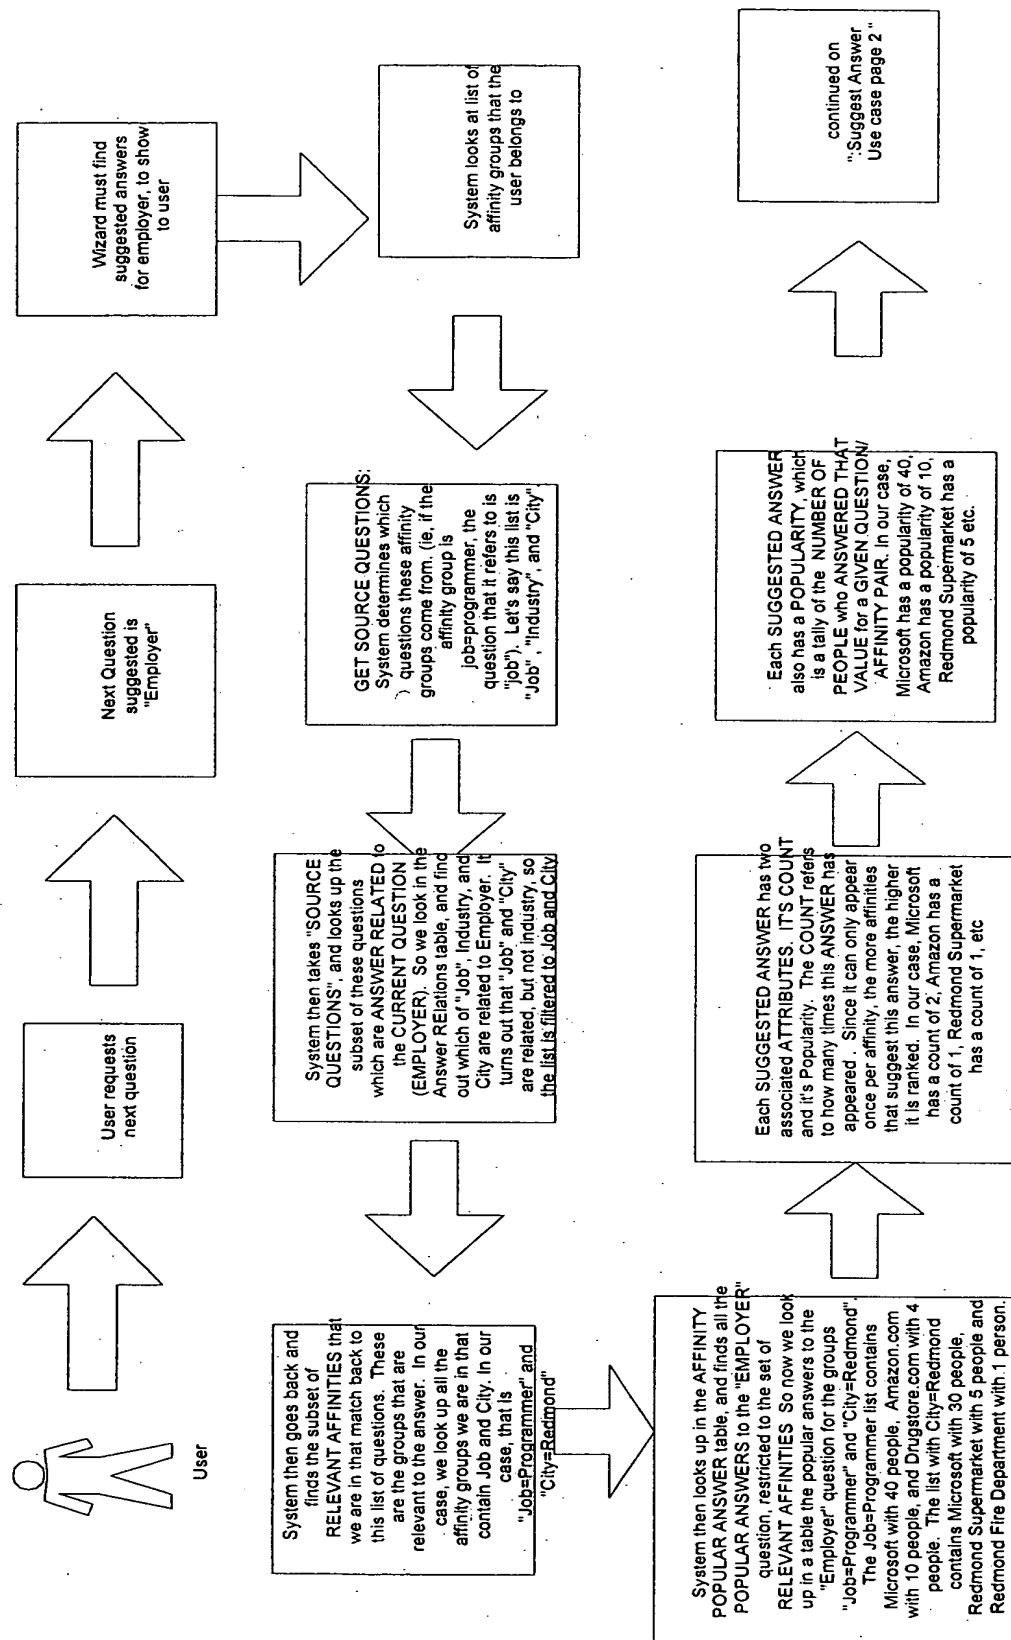 User
User requests
next question
Next Question
suggested is
"Employer"
Wizard must find
suggested answers
for employer, to show
to user
System looks at list of
affinity groups that the
user belongs to
GET SOURCE QUESTIONS:
System determines which
) questions these affinity
groups come from, (ie, if the
affinity group is
job=programmer, the
question that it refers to is
"job"). Let's say this list is
"Job" , "Industry", and "City"
System then takes "SOURCE
QUESTIONS", and looks up the
subset of these questions
which are ANSWER RELATED to
the CURRENT QUESTION
(EMPLOYER). So we look in the
Answer RElations table, and find
out which of "Job", Industry, and
City are related to Employer. It
turns out that "Job" and "City"
are related, but not industry, so
the list is filtered to Job and City
System then goes back and
finds the subset of
RELEVANT AFFINITIES that
we are in that match back to
this list of questions. These
are the groups that are
relevant to the answer. In our
case, we look up all the
affinity groups we are in that
contain Job and City. In our
case, that is
"Job=Programmer" and
"City=Redmond"
System then looks up in the AFFINITY
POPULAR ANSWER table, and finds all the
POPULAR ANSWERS to the "EMPLOYER"
question, restricted to the set of
RELEVANT AFFINITIES So now we look
up in a table the popular answers to the
"Employer" question for the groups
"Job=Programmer" and "City=Redmond".
The Job=Programmer list contains
Microsoft with 40 people, Amazon.com
with 10 people, and Drugstore.com with 4
people. The list with City=Redmond
contains Microsoft with 30 people,
Redmond Supermarket with 5 people and
Redmond Fire Department with 1 person.
Each SUGGESTED ANSWER has two
associated ATTRIBUTES. IT'S COUNT
and it's Popularity. The COUNT refers
to how many times this ANSWER has
appeared . Since it can only appear
once per affinity, the more affinities
that suggest this answer, the higher
it is ranked. In our case, Microsoft
has a count of 2, Amazon has a
count of 1, Redmond Supermarket
has a count of 1, etc
Each SUGGESTED ANSWER
also has a POPULARITY, which
is a tally of the NUMBER OF
PEOPLE who ANSWERED THAT
VALUE for a GIVEN QUESTION/
AFFINITY PAIR. In our case,
Microsoft has a popularity of 40,
Amazon has a popularity of 10,
Redmond Supermarket has a
popularity of 5 etc.
continued on
":Suggest Answer
Use case page 2 "